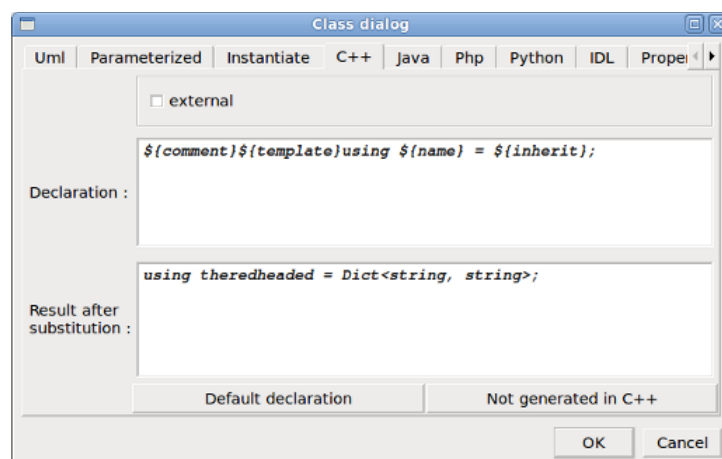 Class dialog
Uml Parameterized Instantiate C++ Java Php Python IDL Proper
external
Declaration :
${comment}${template}using ${name} = ${inherit};
Result after
substitution :
using theredheaded = Dict<string, string>;
Default declaration Not generated in C++
OK Cancel